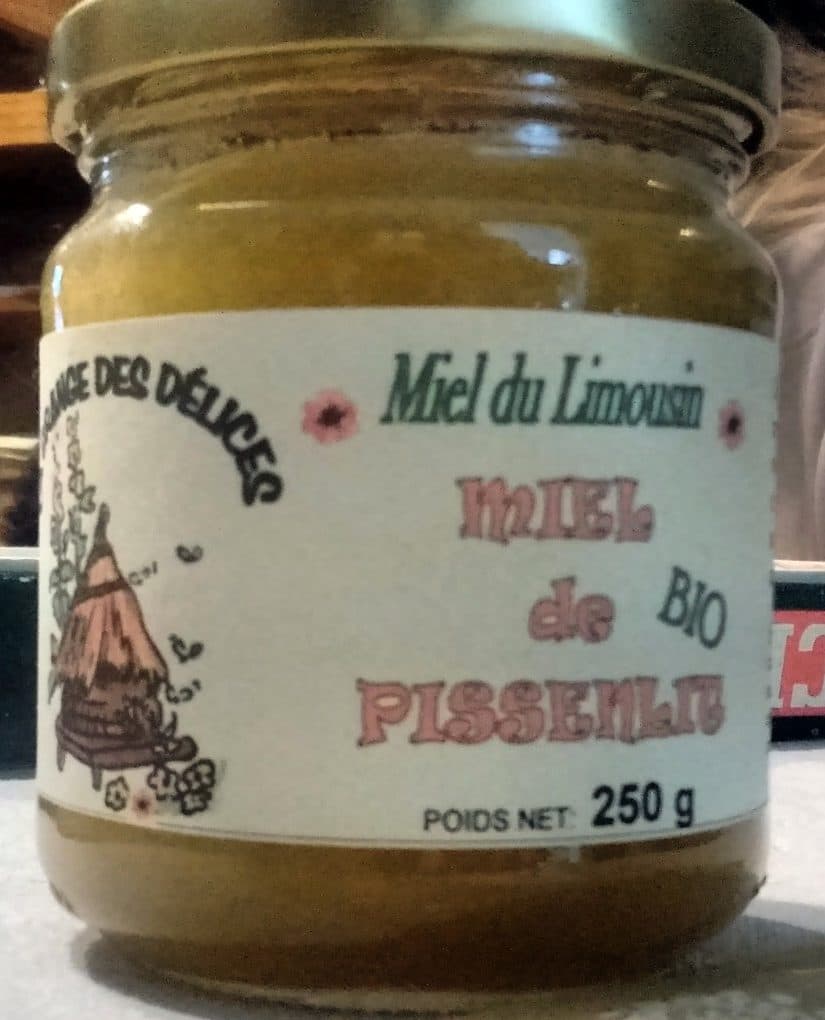 DES DÉLICES
Miel du Limousin
MIEL
de
BIO
PISSENLIT
POIDS NET: 250 g